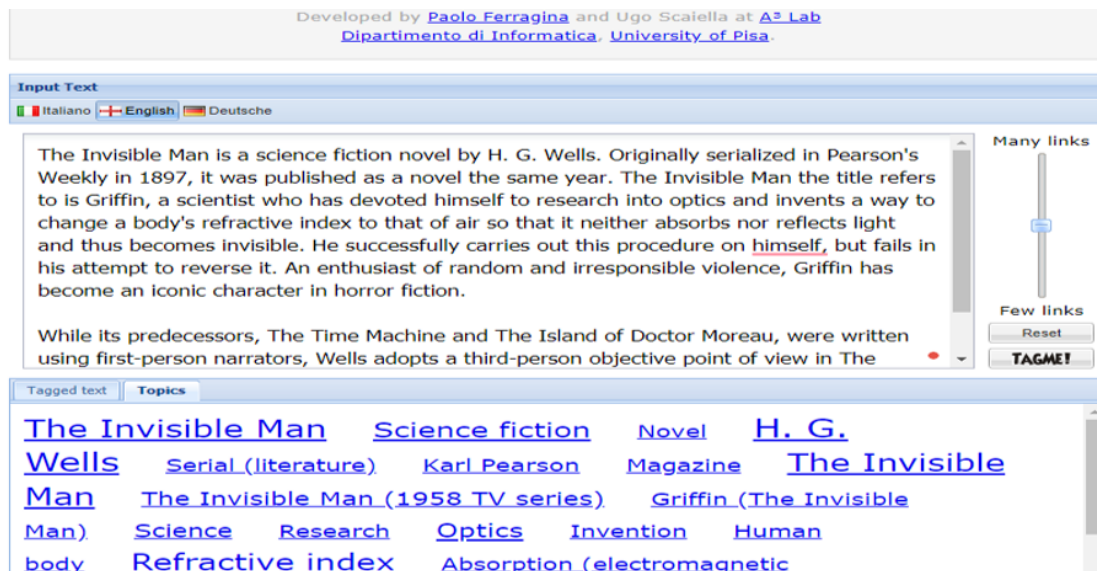 Developed by Paolo Ferragina and Ugo Scaiella at A³ Lab
Dipartimento di Informatica, University of Pisa.
Input Text
Italiano English Deutsche
The Invisible Man is a science fiction novel by H. G. Wells. Originally serialized in Pearson's
Weekly in 1897, it was published as a novel the same year. The Invisible Man the title refers
to is Griffin, a scientist who has devoted himself to research into optics and invents a way to
change a body's refractive index to that of air so that it neither absorbs nor reflects light
and thus becomes invisible. He successfully carries out this procedure on himself, but fails in
his attempt to reverse it. An enthusiast of random and irresponsible violence, Griffin has
become an iconic character in horror fiction.
While its predecessors, The Time Machine and The Island of Doctor Moreau, were written
using first-person narrators, Wells adopts a third-person objective point of view in The
Many links
Few links
Reset
TAGME!
Tagged text Topics
The Invisible Man Science fiction Novel H. G.
Wells Serial (literature) Karl Pearson Magazine The Invisible
Man The Invisible Man (1958 TV series) Griffin (The Invisible
Man) Science Research Optics Invention Human
body Refractive index Absorption (electromagnetic